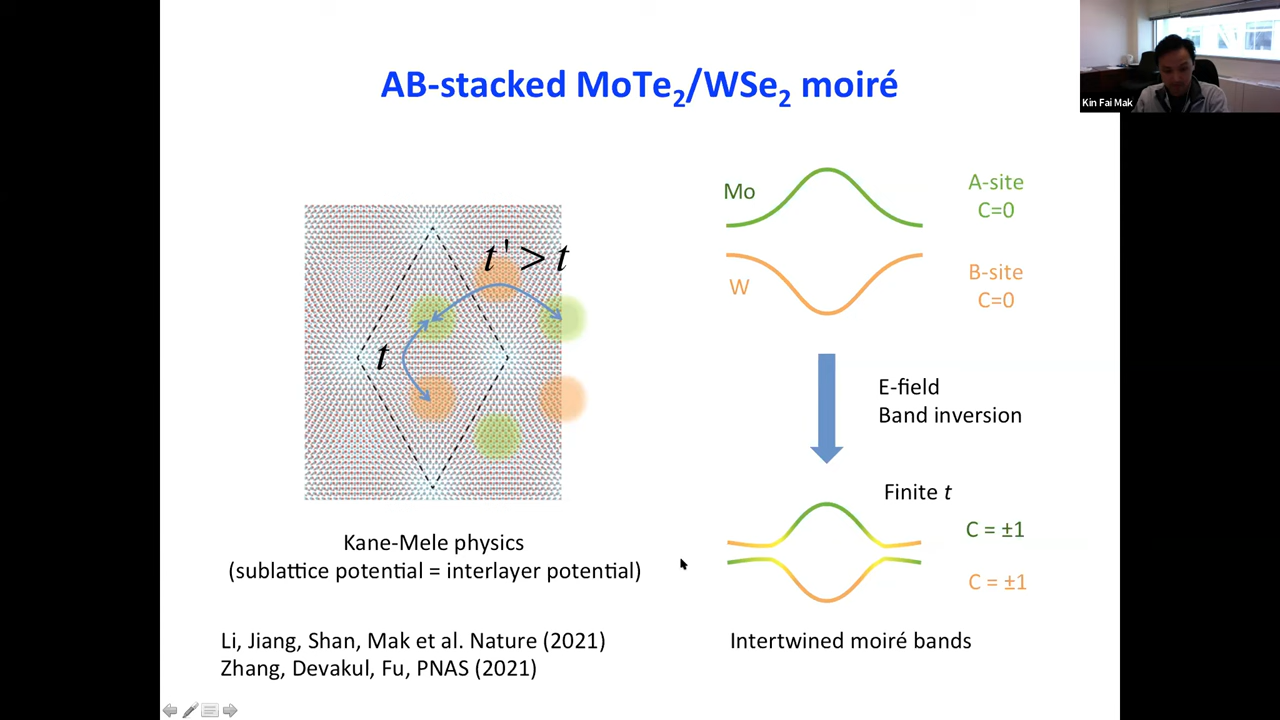 AB-stacked MoTe₂/WSe₂ moiré
Kin Fai Mak
Mo
A-site
C=0
W
B-site
C=0
t' > t
t
E-field
Band inversion
Finite t
C = ±1
C = ±1
Kane-Mele physics
(sublattice potential = interlayer potential)
Li, Jiang, Shan, Mak et al. Nature (2021)
Zhang, Devakul, Fu, PNAS (2021)
Intertwined moiré bands